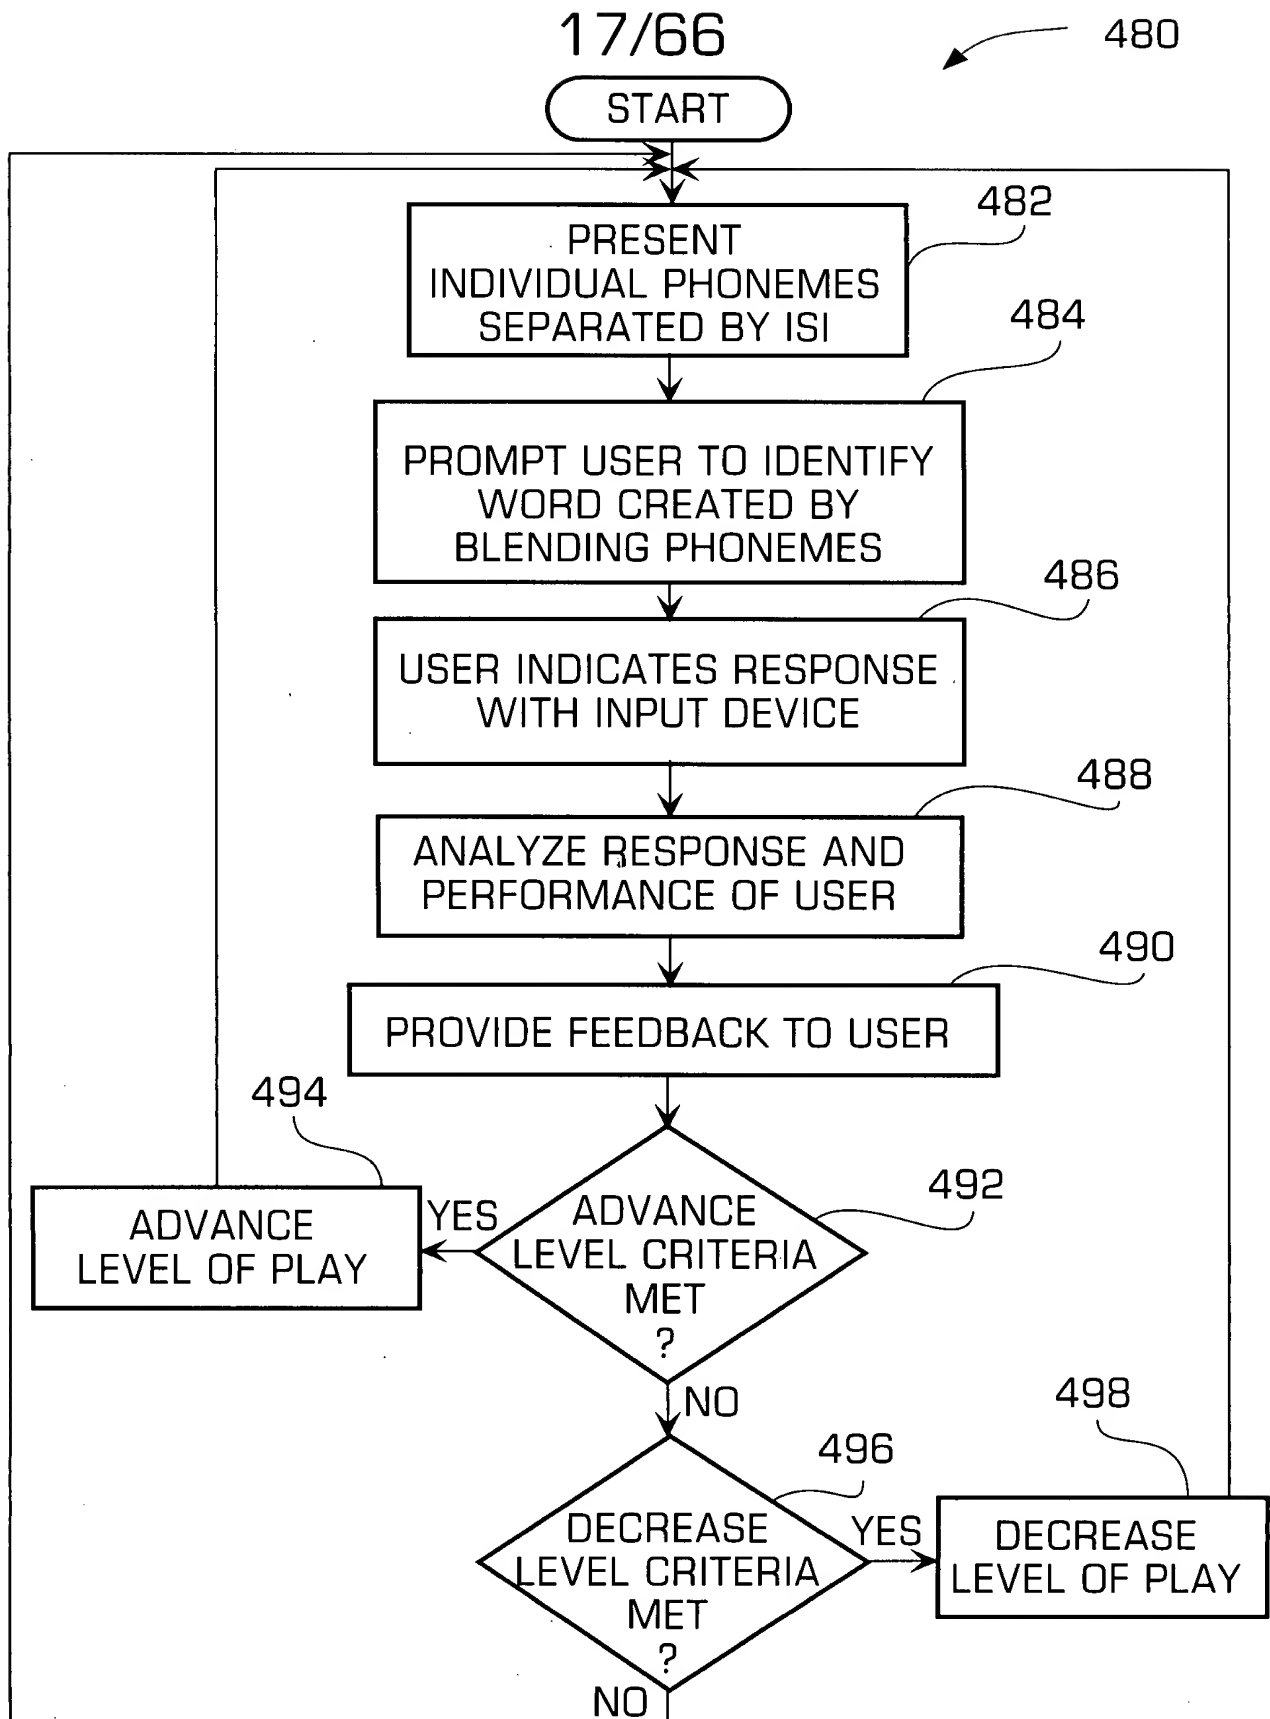 17/66
480
START
482
PRESENT
INDIVIDUAL PHONEMES
SEPARATED BY ISI
484
PROMPT USER TO IDENTIFY
WORD CREATED BY
BLENDING PHONEMES
486
USER INDICATES RESPONSE
WITH INPUT DEVICE
488
ANALYZE RESPONSE AND
PERFORMANCE OF USER
490
PROVIDE FEEDBACK TO USER
494
492
ADVANCE
LEVEL OF PLAY
YES
ADVANCE
LEVEL CRITERIA
MET
?
NO
498
496
DECREASE
LEVEL CRITERIA
MET
?
YES
DECREASE
LEVEL OF PLAY
NO